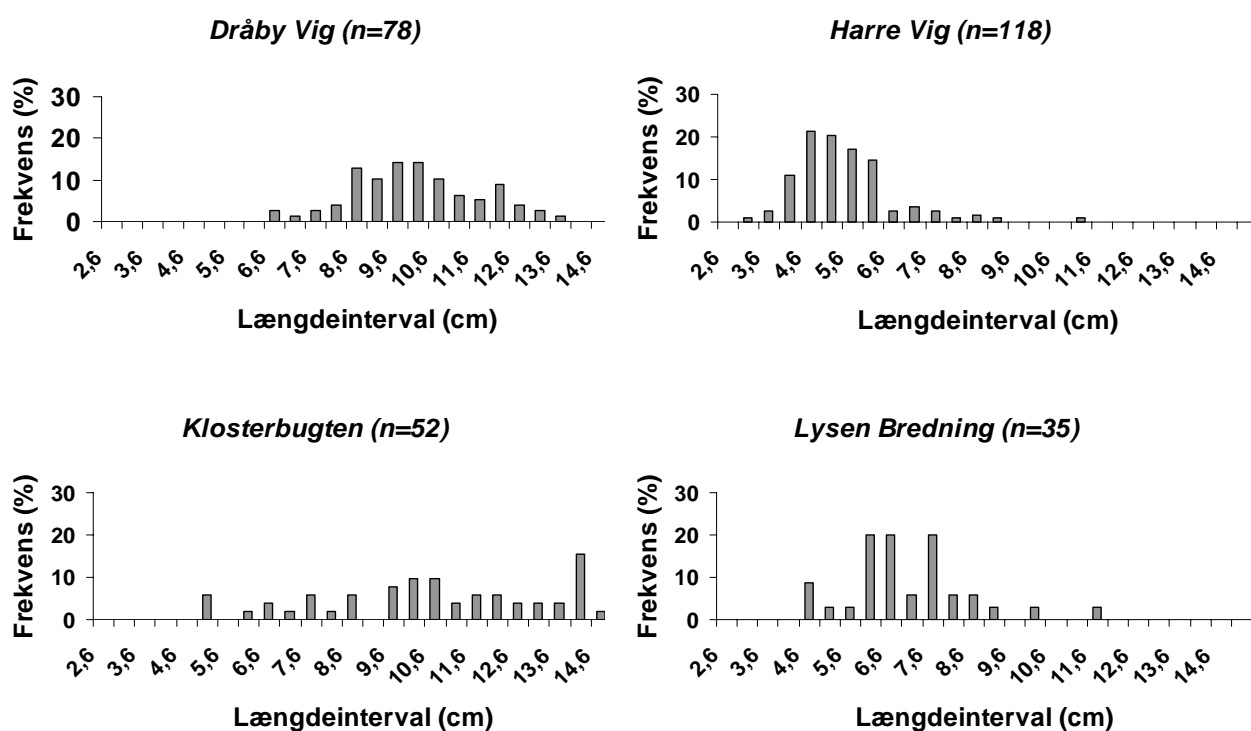 Dråby Vig (n=78)
Frekvens (%)
30
20
10
0
2,6 3,6 4,6 5,6 6,6 7,6 8,6 9,6 10,6 11,6 12,6 13,6 14,6
Længdeinterval (cm)
Harre Vig (n=118)
Frekvens (%)
30
20
10
0
2,6 3,6 4,6 5,6 6,6 7,6 8,6 9,6 10,6 11,6 12,6 13,6 14,6
Længdeinterval (cm)
Klosterbugten (n=52)
Frekvens (%)
30
20
10
0
2,6 3,6 4,6 5,6 6,6 7,6 8,6 9,6 10,6 11,6 12,6 13,6 14,6
Længdeinterval (cm)
Lysen Bredning (n=35)
Frekvens (%)
30
20
10
0
2,6 3,6 4,6 5,6 6,6 7,6 8,6 9,6 10,6 11,6 12,6 13,6 14,6
Længdeinterval (cm)